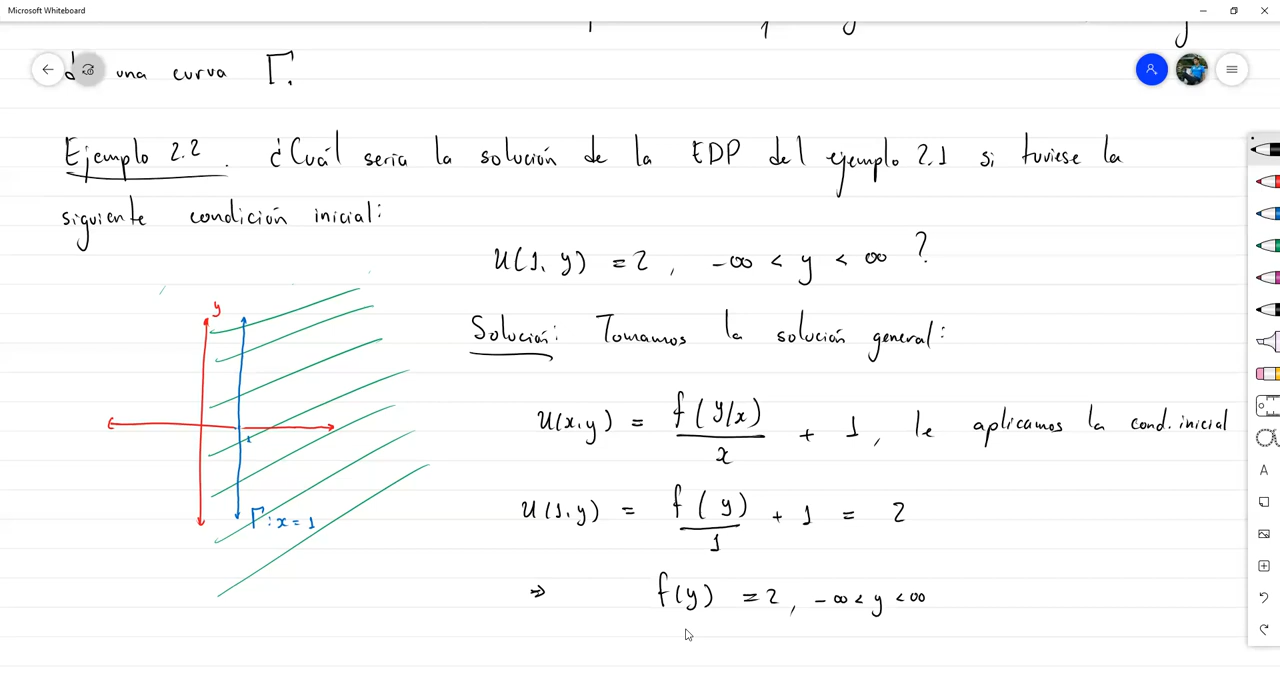 Microsoft Whiteboard
una curva Γ.
Ejemplo 2.2 . ¿Cuál seria la solución de la EDP del ejemplo 2.1 si tuviese la
siguiente condición inicial:
u(1, y) = 2 , -∞ < y < ∞ ?
y
1
Γ: x = 1
Solución: Tomamos la solución general:
u(x,y) = f(y/x)/x + 1, le aplicamos la cond. inicial
u(1,y) = f(y)/1 + 1 = 2
⇒ f(y) = 2, -∞ < y < ∞
A